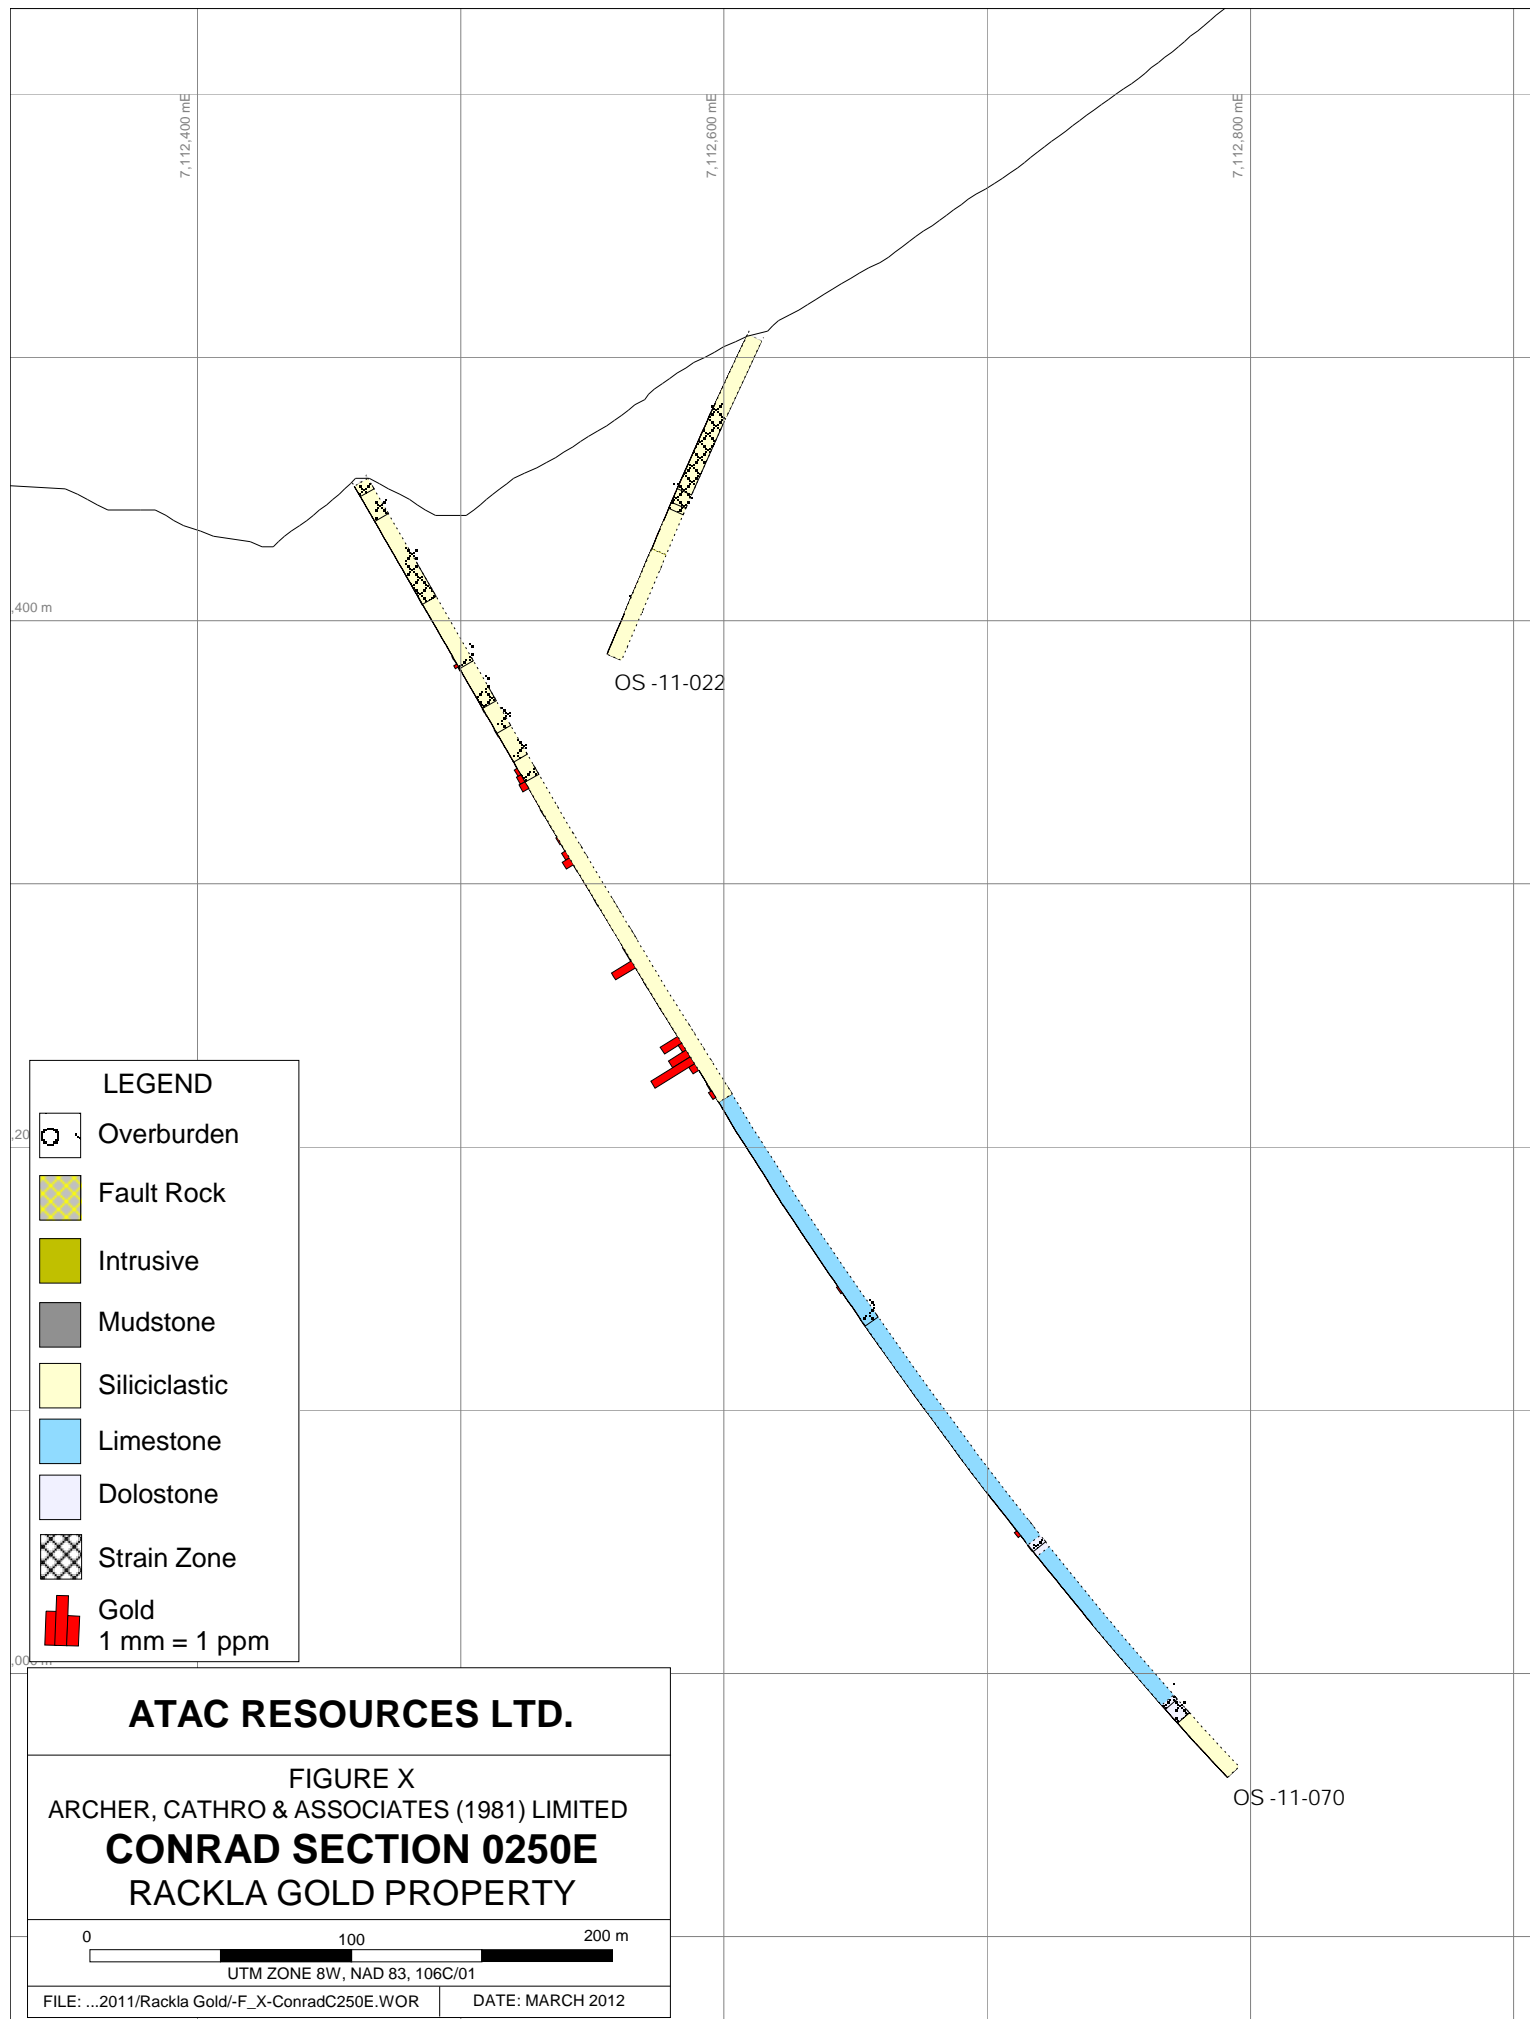 7,112,400 mE
7,112,600 mE
7,112,800 mE
,400 m
OS -11-022
LEGEND
Overburden
Fault Rock
Intrusive
Mudstone
Siliciclastic
Limestone
Dolostone
Strain Zone
Gold
1 mm = 1 ppm
,20
,000 m
OS -11-070
ATAC RESOURCES LTD.
FIGURE X
ARCHER, CATHRO & ASSOCIATES (1981) LIMITED
CONRAD SECTION 0250E
RACKLA GOLD PROPERTY
0 100 200 m
UTM ZONE 8W, NAD 83, 106C/01
FILE: ...2011/Rackla Gold/-F_X-ConradC250E.WOR DATE: MARCH 2012